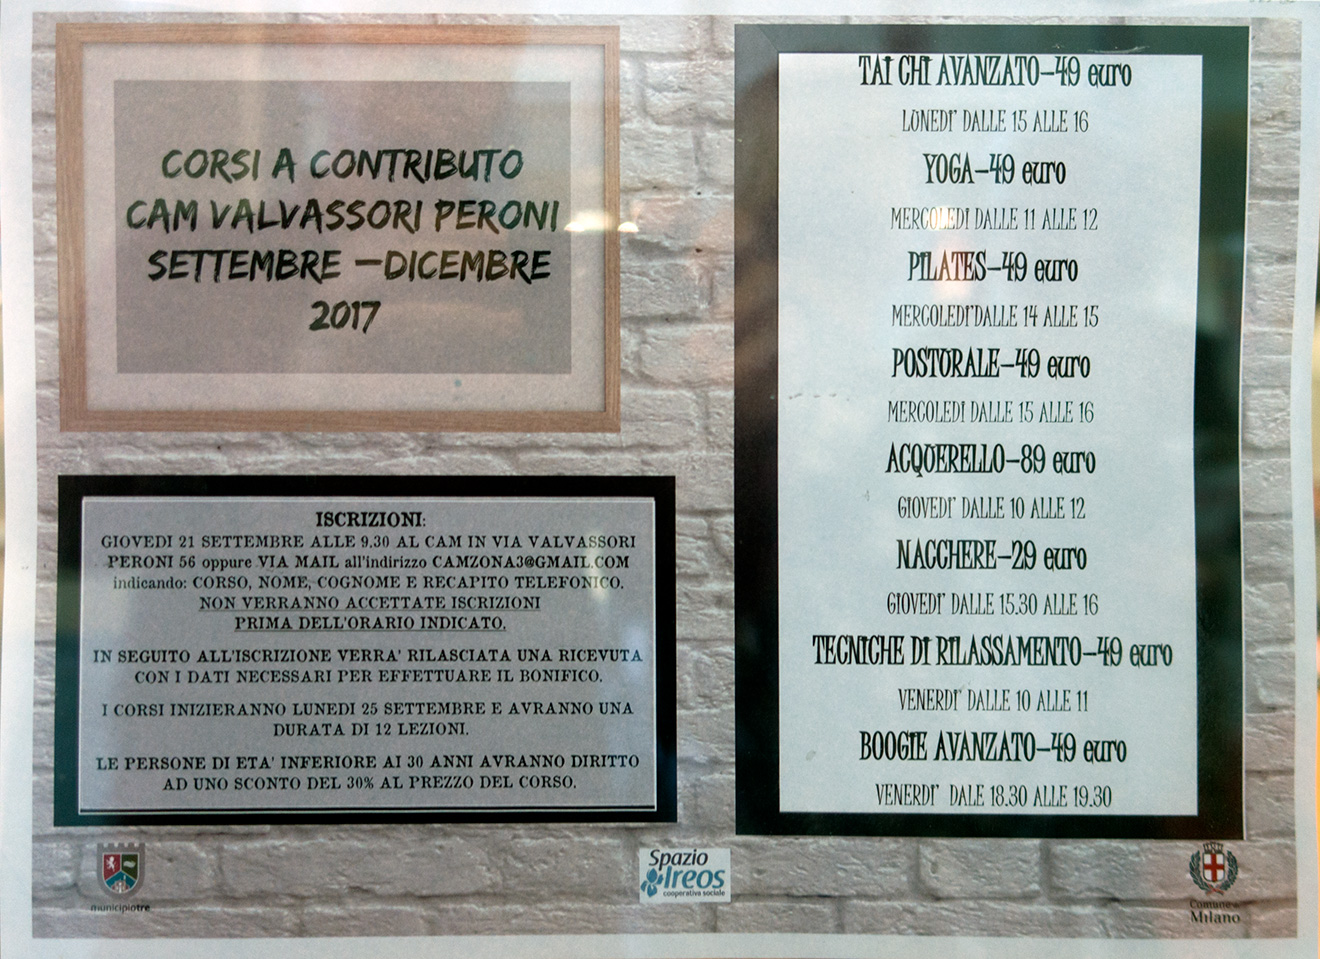 CORSI A CONTRIBUTO
CAM VALVASSORI PERONI
SETTEMBRE –DICEMBRE
2017
ISCRIZIONI:
GIOVEDI 21 SETTEMBRE ALLE 9.30 AL CAM IN VIA VALVASSORI
PERONI 56 oppure VIA MAIL all'indirizzo CAMZONA3@GMAIL.COM
indicando: CORSO, NOME, COGNOME E RECAPITO TELEFONICO.
NON VERRANNO ACCETTATE ISCRIZIONI
PRIMA DELL'ORARIO INDICATO.
IN SEGUITO ALL'ISCRIZIONE VERRA' RILASCIATA UNA RICEVUTA
CON I DATI NECESSARI PER EFFETTUARE IL BONIFICO.
I CORSI INIZIERANNO LUNEDI 25 SETTEMBRE E AVRANNO UNA
DURATA DI 12 LEZIONI.
LE PERSONE DI ETA' INFERIORE AI 30 ANNI AVRANNO DIRITTO
AD UNO SCONTO DEL 30% AL PREZZO DEL CORSO.
TAI CHI AVANZATO–49 euro
LUNEDI' DALLE 15 ALLE 16
YOGA–49 euro
MERCOLEDI DALLE 11 ALLE 12
PILATES–49 euro
MERCOLEDI'DALLE 14 ALLE 15
POSTURALE–49 euro
MERCOLEDI DALLE 15 ALLE 16
ACQUERELLO–89 euro
GIOVEDI' DALLE 10 ALLE 12
NACCHERE–29 euro
GIOVEDI' DALLE 15.30 ALLE 16
TECNICHE DI RILASSAMENTO–49 euro
VENERDI' DALLE 10 ALLE 11
BOOGIE AVANZATO–49 euro
VENERDI' DALE 18.30 ALLE 19.30
municipiotre
Spazio
Ireos
cooperativa sociale
Comune di
Milano